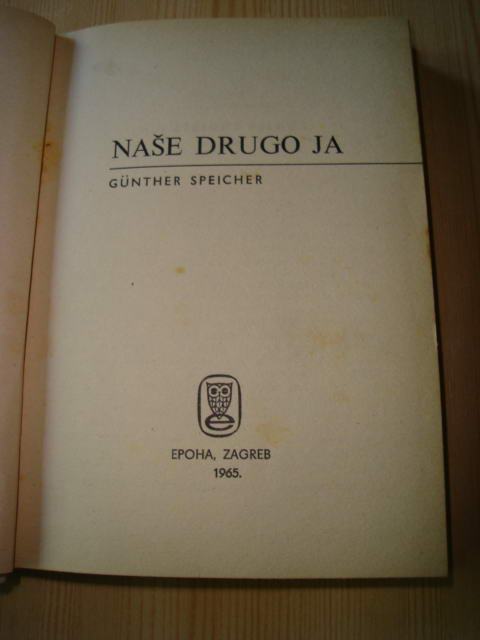 NAŠE DRUGO JA
GÜNTHER SPEICHER
EPOHA, ZAGREB
1965.